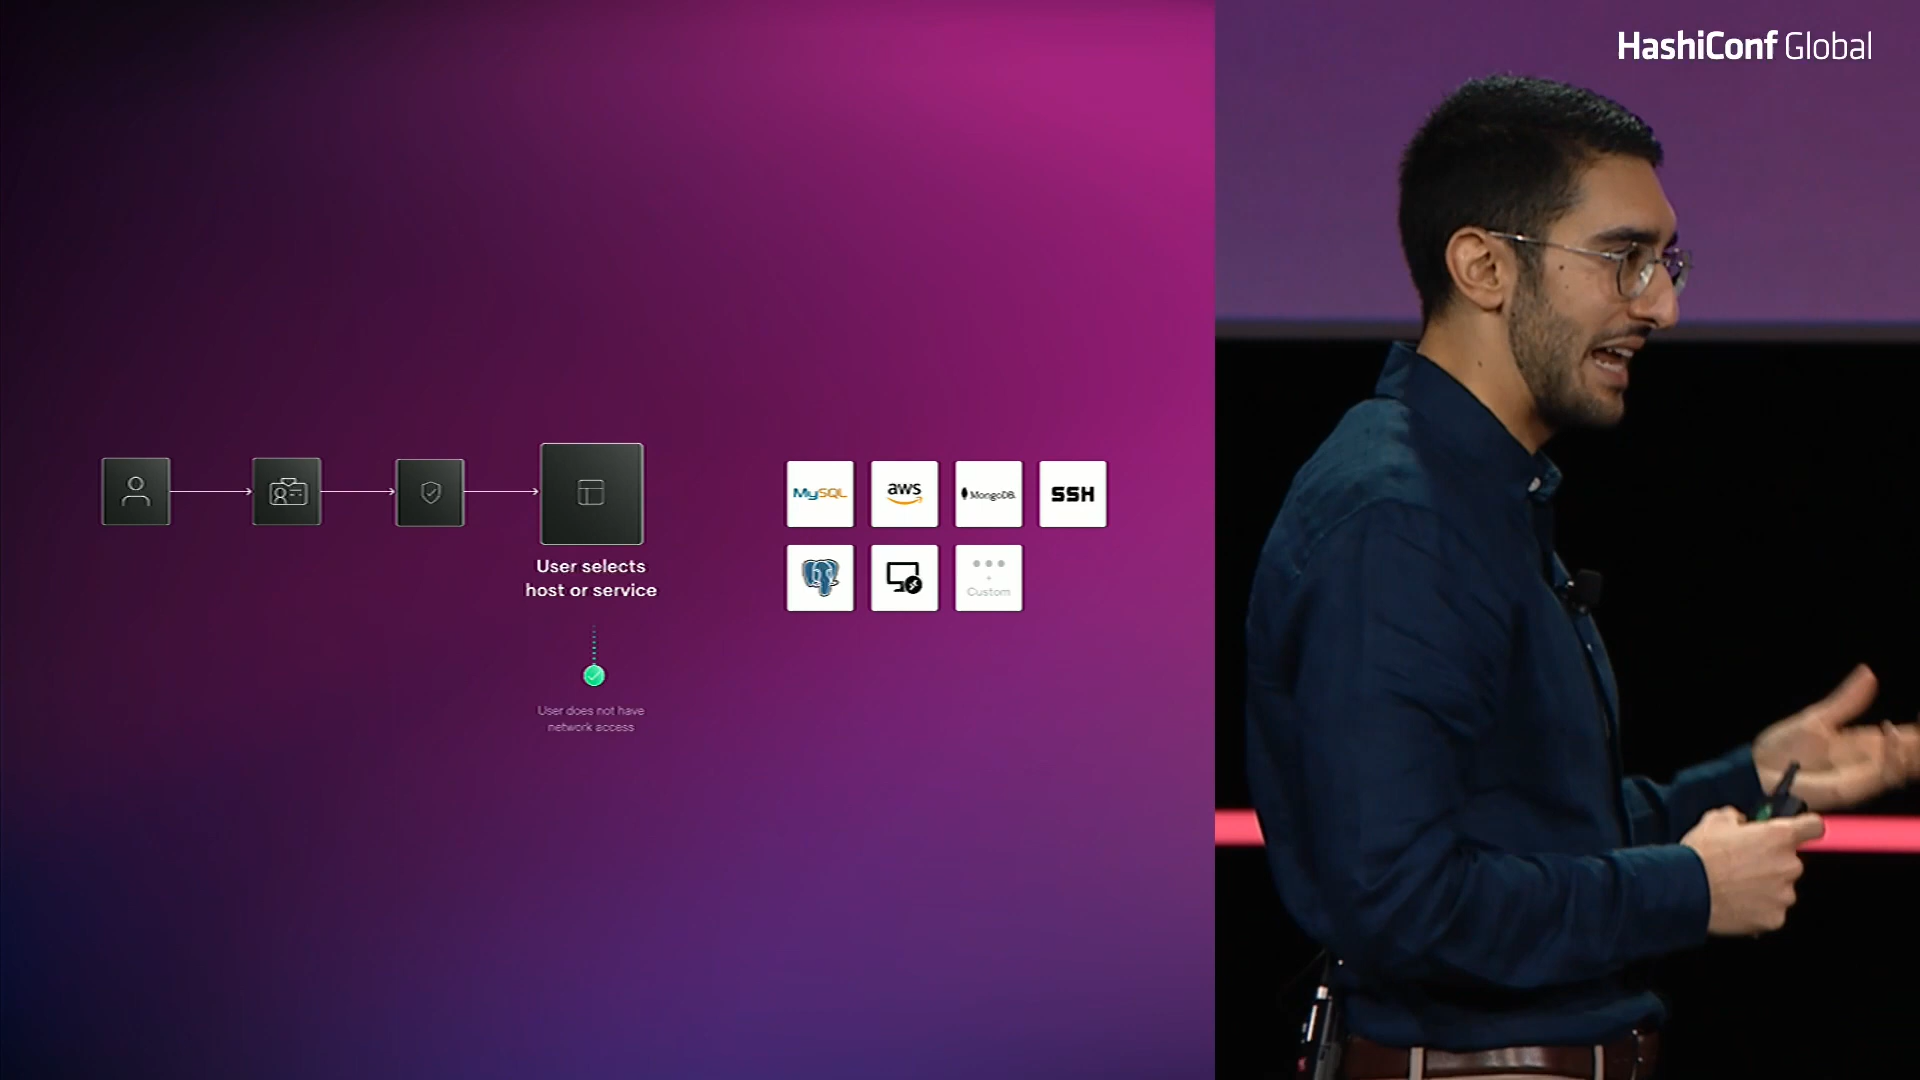 HashiConf Global
MySQL
aws
MongoDB.
SSH
User selects
host or service
Custom
User does not have
network access